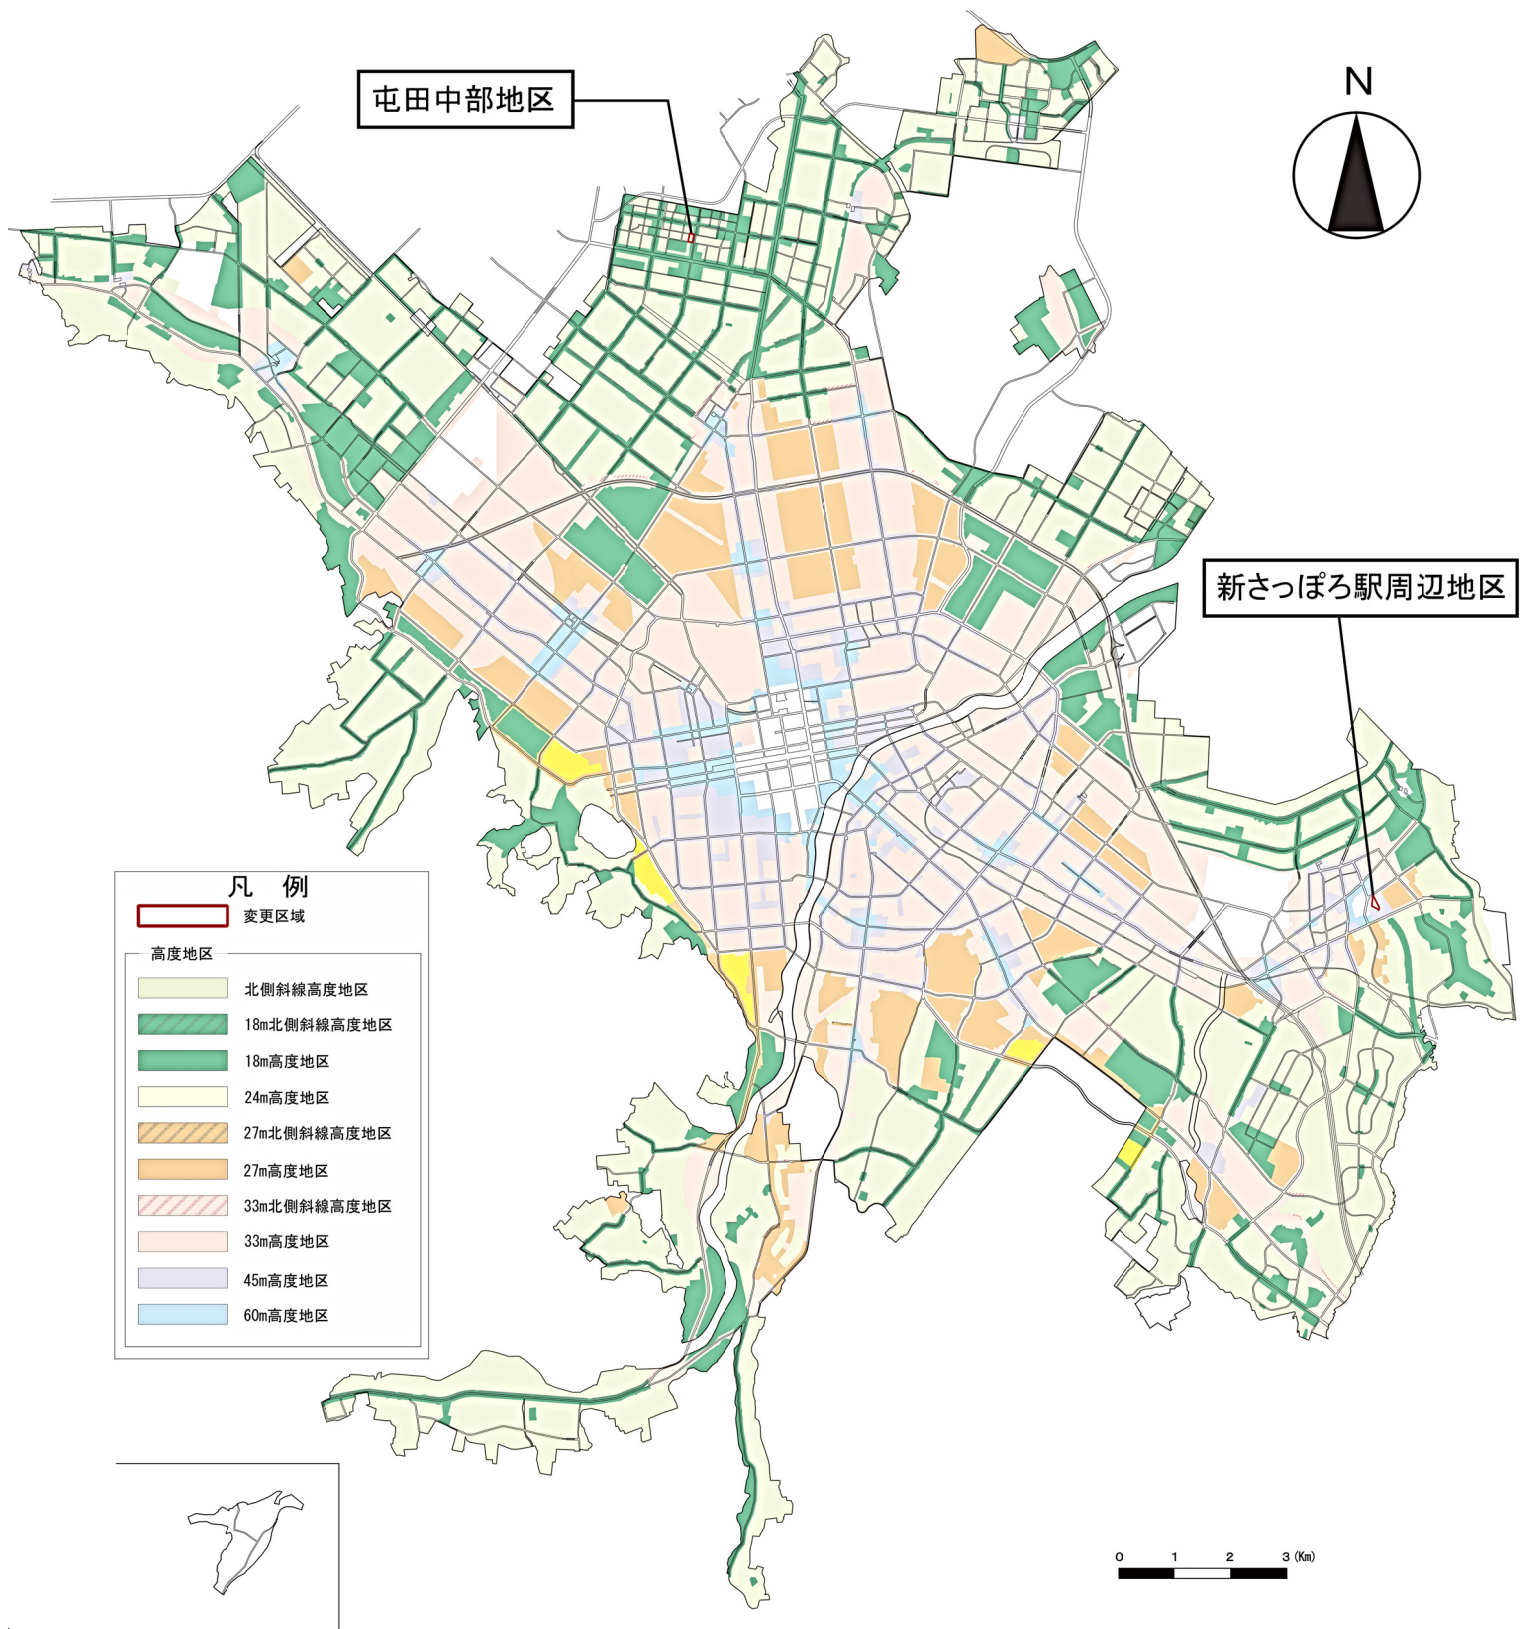 屯田中部地区
N
新さっぽろ駅周辺地区
凡 例
変更区域
高度地区
北側斜線高度地区
18m北側斜線高度地区
18m高度地区
24m高度地区
27m北側斜線高度地区
27m高度地区
33m北側斜線高度地区
33m高度地区
45m高度地区
60m高度地区
0 1 2 3 (Km)